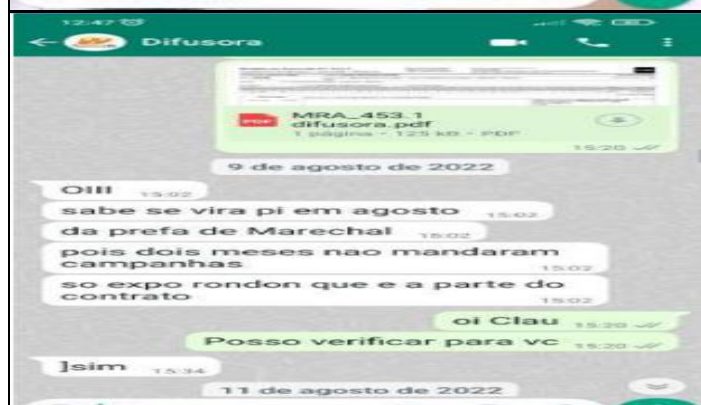 12:47
Difusora
PDF
MRA_453.1
difusora.pdf
1 página • 125 kB • PDF
15:20
9 de agosto de 2022
OIII 15:02
sabe se vira pi em agosto 15:02
da prefa de Marechal 15:02
pois dois meses nao mandaram
campanhas 15:02
so expo rondon que e a parte do
contrato 15:02
oi Clau 15:20
Posso verificar para vc 15:20
]sim 15:34
11 de agosto de 2022